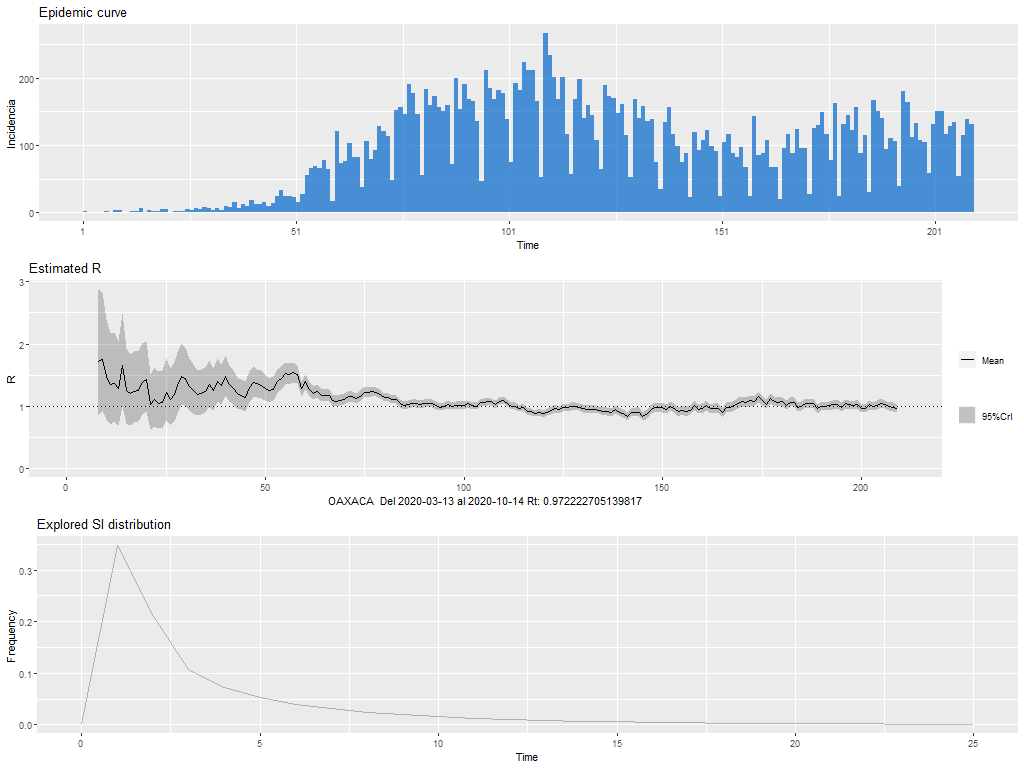 Epidemic curve
Incidencia
200
100
0
1 51 101 151 201
Time
Estimated R
R
3
2
1
0
0 50 100 150 200
OAXACA Del 2020-03-13 al 2020-10-14 Rt: 0.972222705139817
Mean
95%CrI
Explored SI distribution
Frequency
0.3
0.2
0.1
0.0
0 5 10 15 20 25
Time